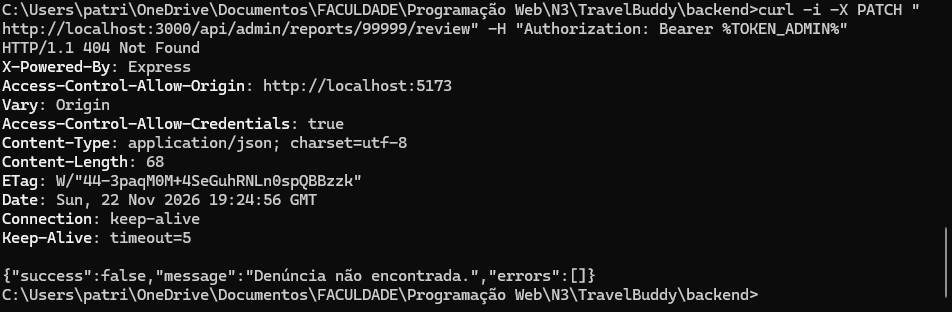 C:\Users\patri\OneDrive\Documentos\FACULDADE\Programação Web\N3\TravelBuddy\backend>curl -i -X PATCH "
http://localhost:3000/api/admin/reports/99999/review" -H "Authorization: Bearer %TOKEN_ADMIN%"
HTTP/1.1 404 Not Found
X-Powered-By: Express
Access-Control-Allow-Origin: http://localhost:5173
Vary: Origin
Access-Control-Allow-Credentials: true
Content-Type: application/json; charset=utf-8
Content-Length: 68
ETag: W/"44-3paqM0M+4SeGuhRNLn0spQBBzzk"
Date: Sun, 22 Nov 2026 19:24:56 GMT
Connection: keep-alive
Keep-Alive: timeout=5

{"success":false,"message":"Denúncia não encontrada.","errors":[]}
C:\Users\patri\OneDrive\Documentos\FACULDADE\Programação Web\N3\TravelBuddy\backend>